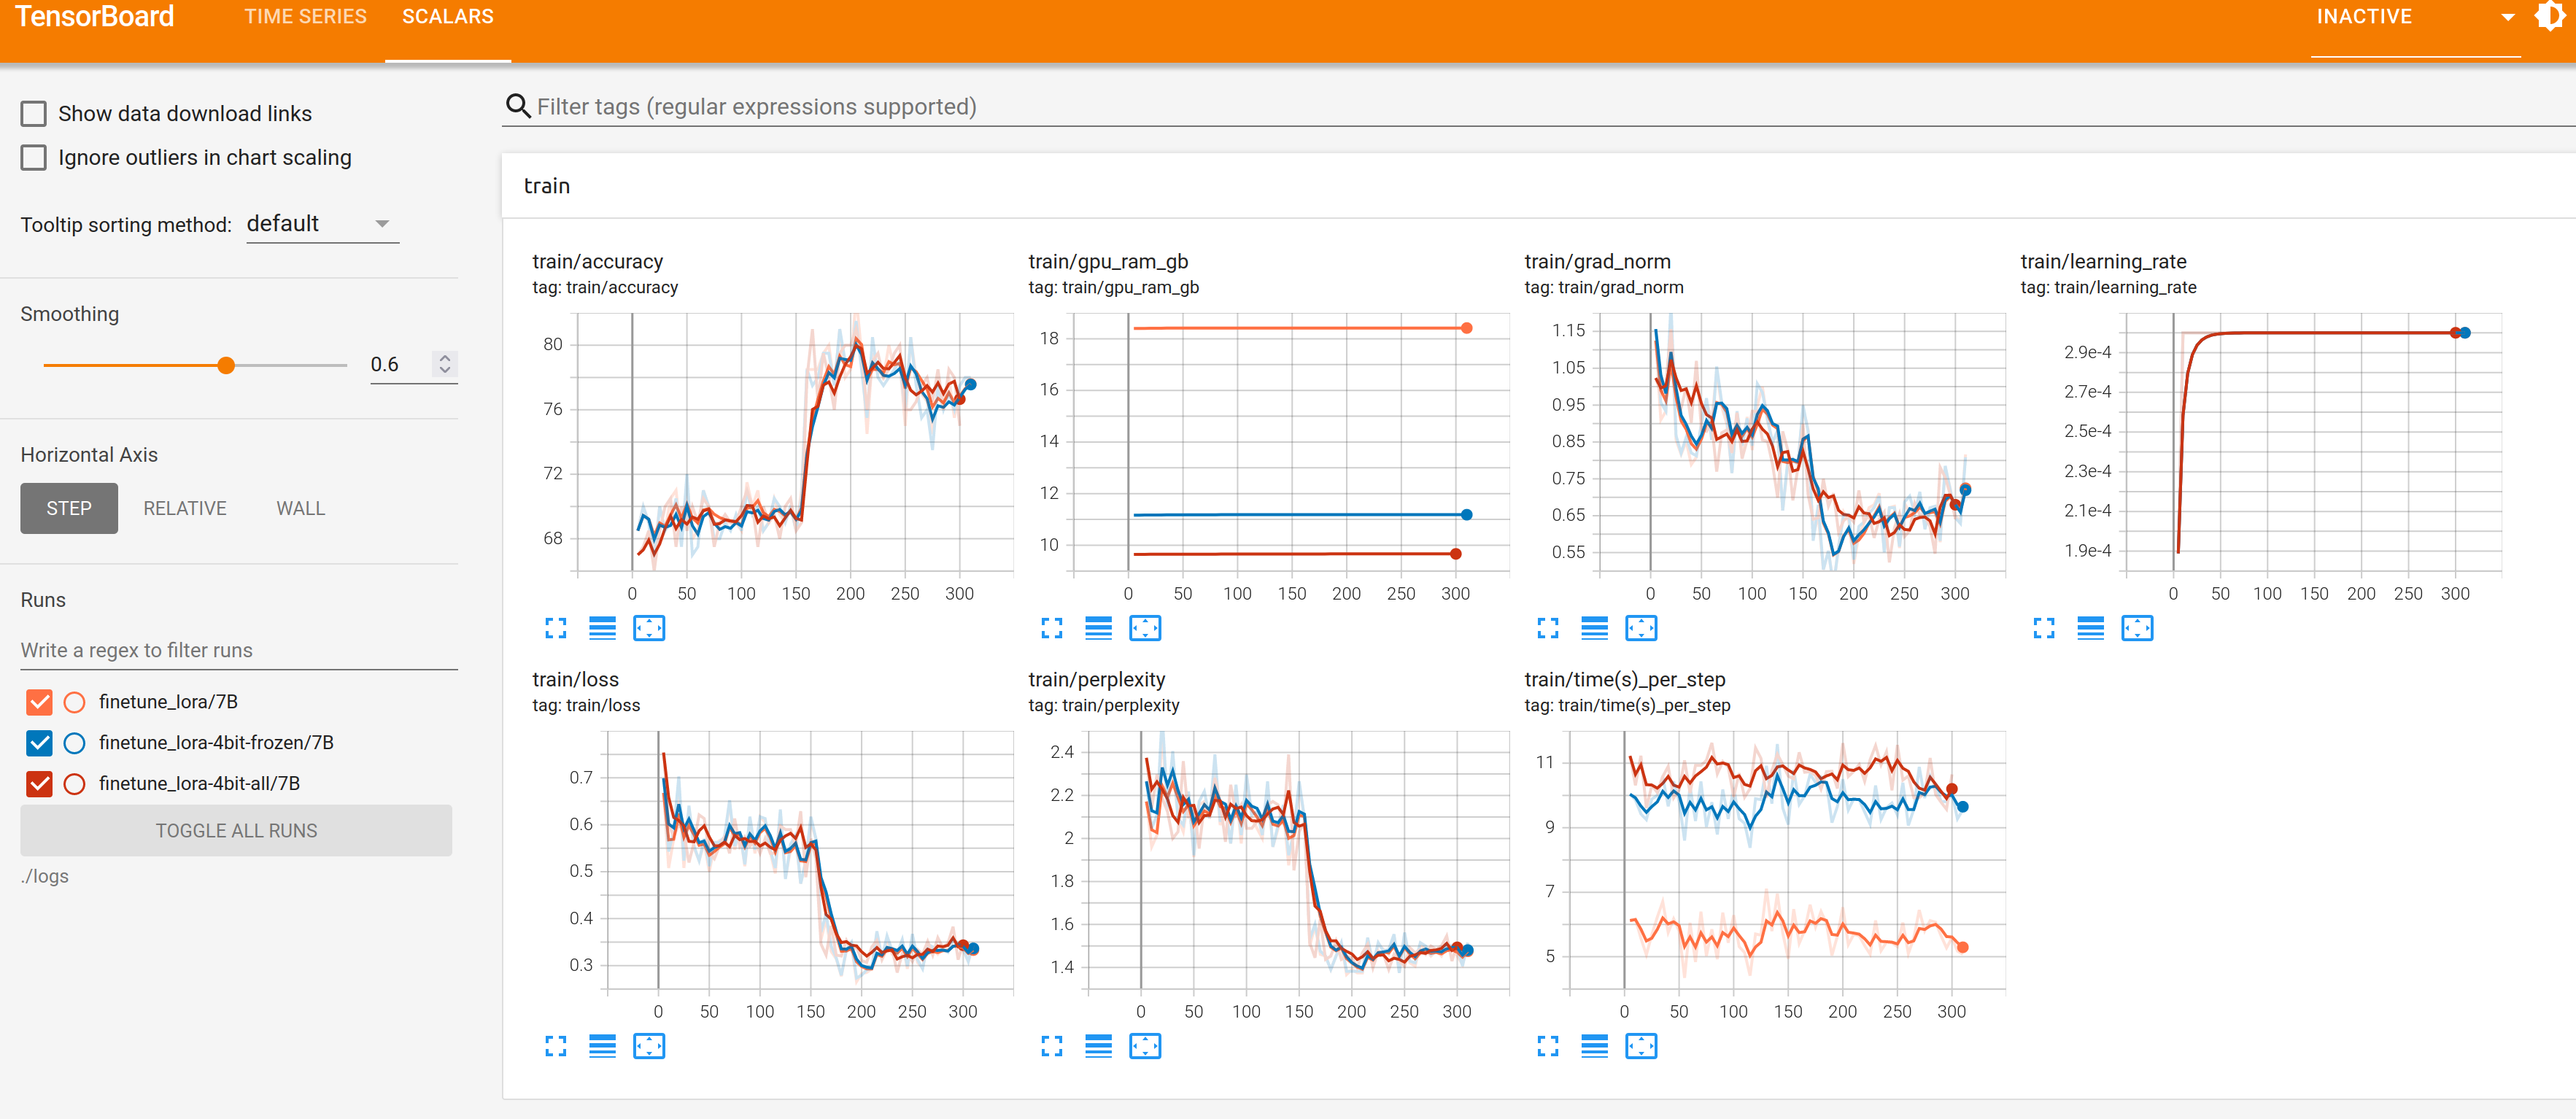 TensorBoard
TIME SERIES
SCALARS
INACTIVE
Show data download links
Ignore outliers in chart scaling
Tooltip sorting method: default
Smoothing
0.6
Horizontal Axis
STEP
RELATIVE
WALL
Runs
Write a regex to filter runs
finetune_lora/7B
finetune_lora-4bit-frozen/7B
finetune_lora-4bit-all/7B
TOGGLE ALL RUNS
./logs
Filter tags (regular expressions supported)
train
train/accuracy
tag: train/accuracy
80
76
72
68
0 50 100 150 200 250 300
train/gpu_ram_gb
tag: train/gpu_ram_gb
18
16
14
12
10
0 50 100 150 200 250 300
train/grad_norm
tag: train/grad_norm
1.15
1.05
0.95
0.85
0.75
0.65
0.55
0 50 100 150 200 250 300
train/learning_rate
tag: train/learning_rate
2.9e-4
2.7e-4
2.5e-4
2.3e-4
2.1e-4
1.9e-4
0 50 100 150 200 250 300
train/loss
tag: train/loss
0.7
0.6
0.5
0.4
0.3
0 50 100 150 200 250 300
train/perplexity
tag: train/perplexity
2.4
2.2
2
1.8
1.6
1.4
0 50 100 150 200 250 300
train/time(s)_per_step
tag: train/time(s)_per_step
11
9
7
5
0 50 100 150 200 250 300